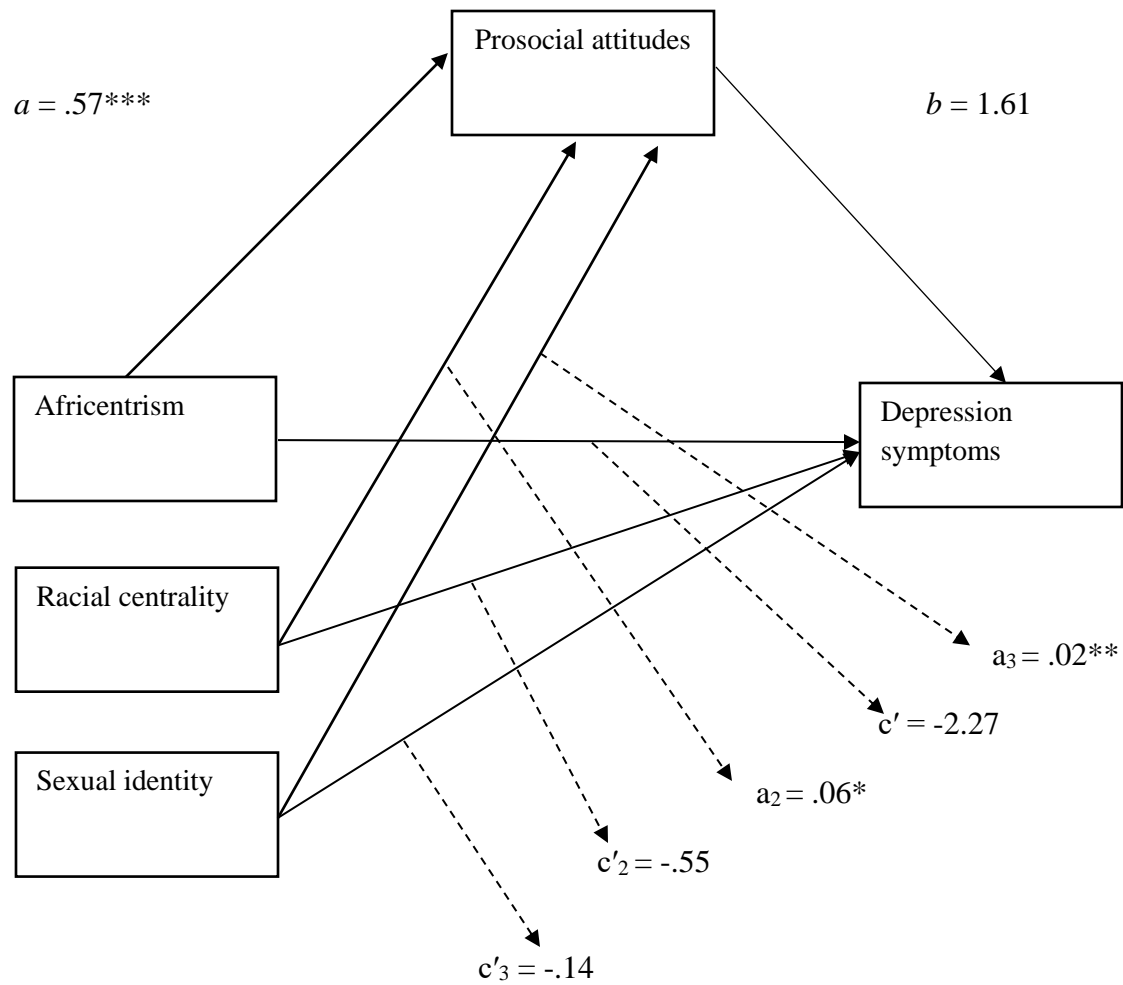 Prosocial attitudes
a = .57***
b = 1.61
Africentrism
Depression
symptoms
Racial centrality
a₃ = .02**
c′ = -2.27
Sexual identity
a₂ = .06*
c′₂ = -.55
c′₃ = -.14